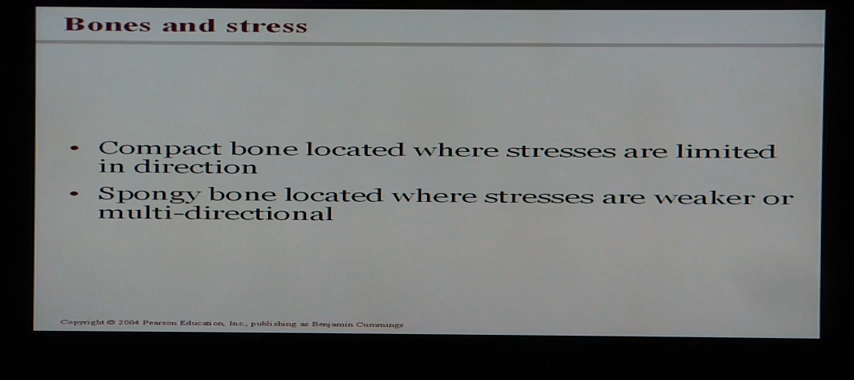 Bones and stress
• Compact bone located where stresses are limited
in direction
• Spongy bone located where stresses are weaker or
multi-directional
Copyright © 2004 Pearson Education, Inc., publishing as Benjamin Cummings